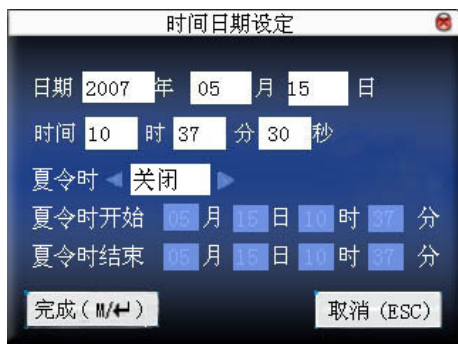 时间日期设定
日期 2007 年 05 月 15 日
时间 10 时 37 分 30 秒
夏令时 关闭
夏令时开始 05 月 15 日 10 时 37 分
夏令时结束 05 月 15 日 10 时 37 分
完成(M/↵) 取消(ESC)